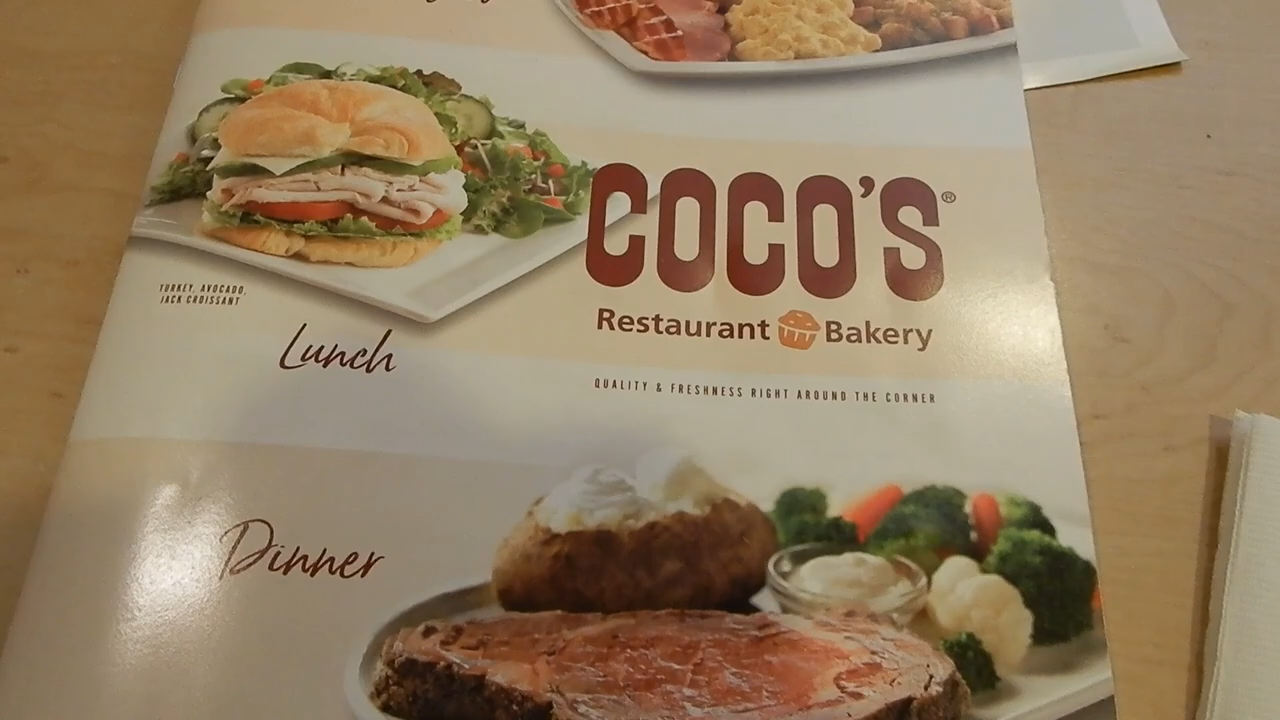 COCO'S®
Restaurant Bakery
QUALITY & FRESHNESS RIGHT AROUND THE CORNER
TURKEY, AVOCADO,
JACK CROISSANT
Lunch
Dinner